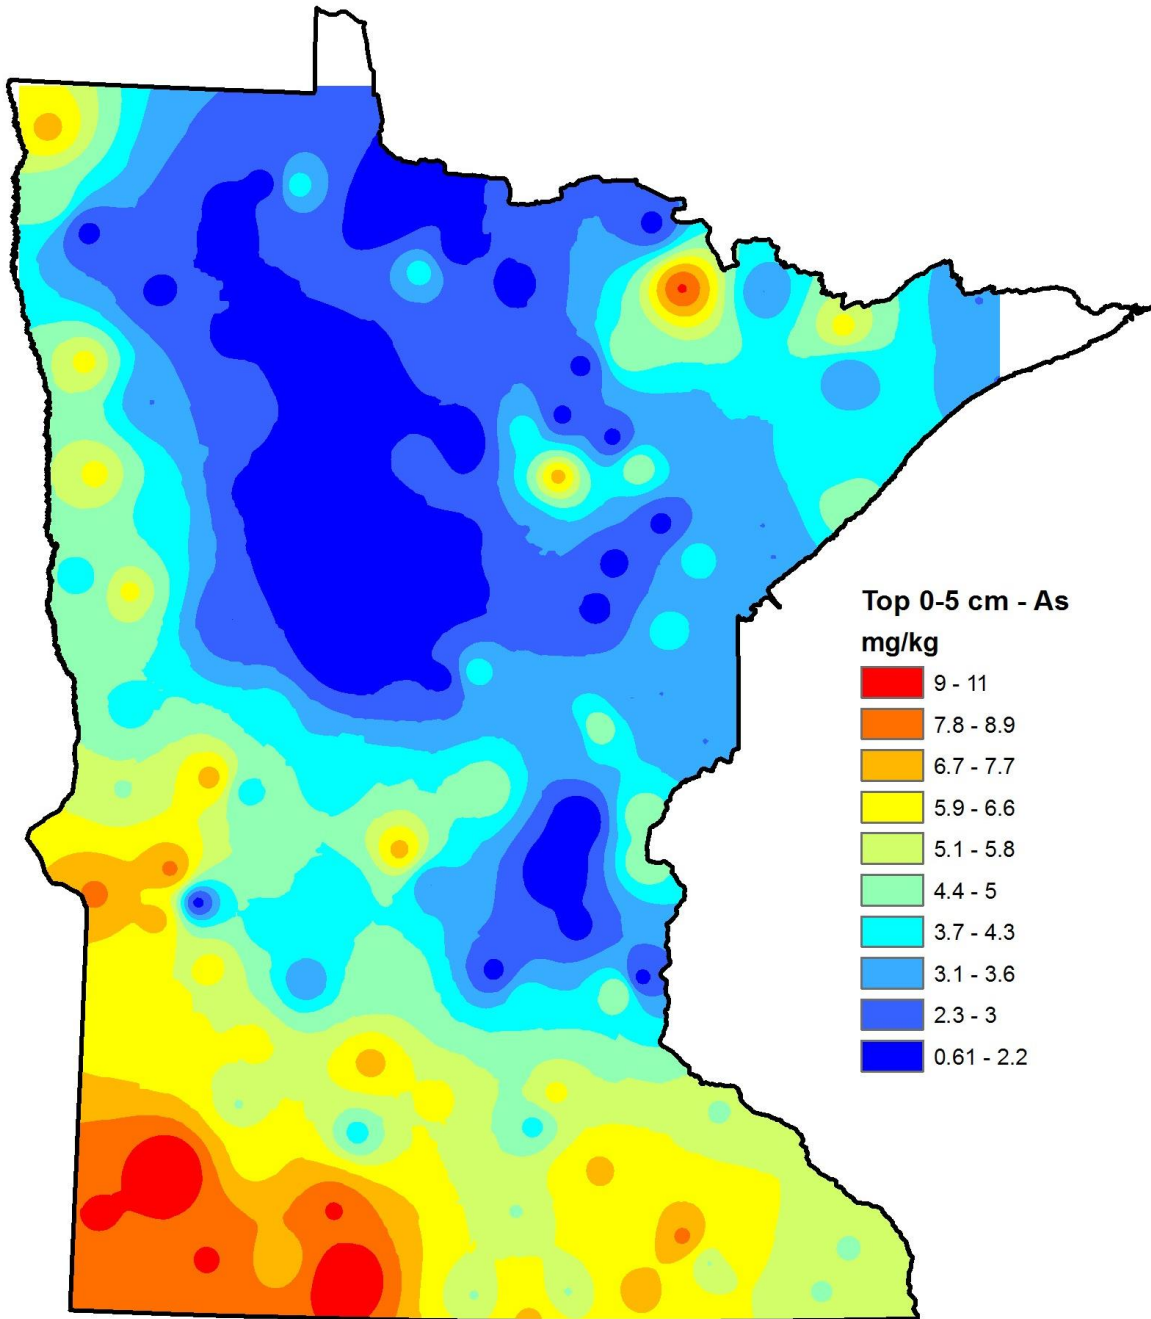 Top 0-5 cm - As
mg/kg
9 - 11
7.8 - 8.9
6.7 - 7.7
5.9 - 6.6
5.1 - 5.8
4.4 - 5
3.7 - 4.3
3.1 - 3.6
2.3 - 3
0.61 - 2.2